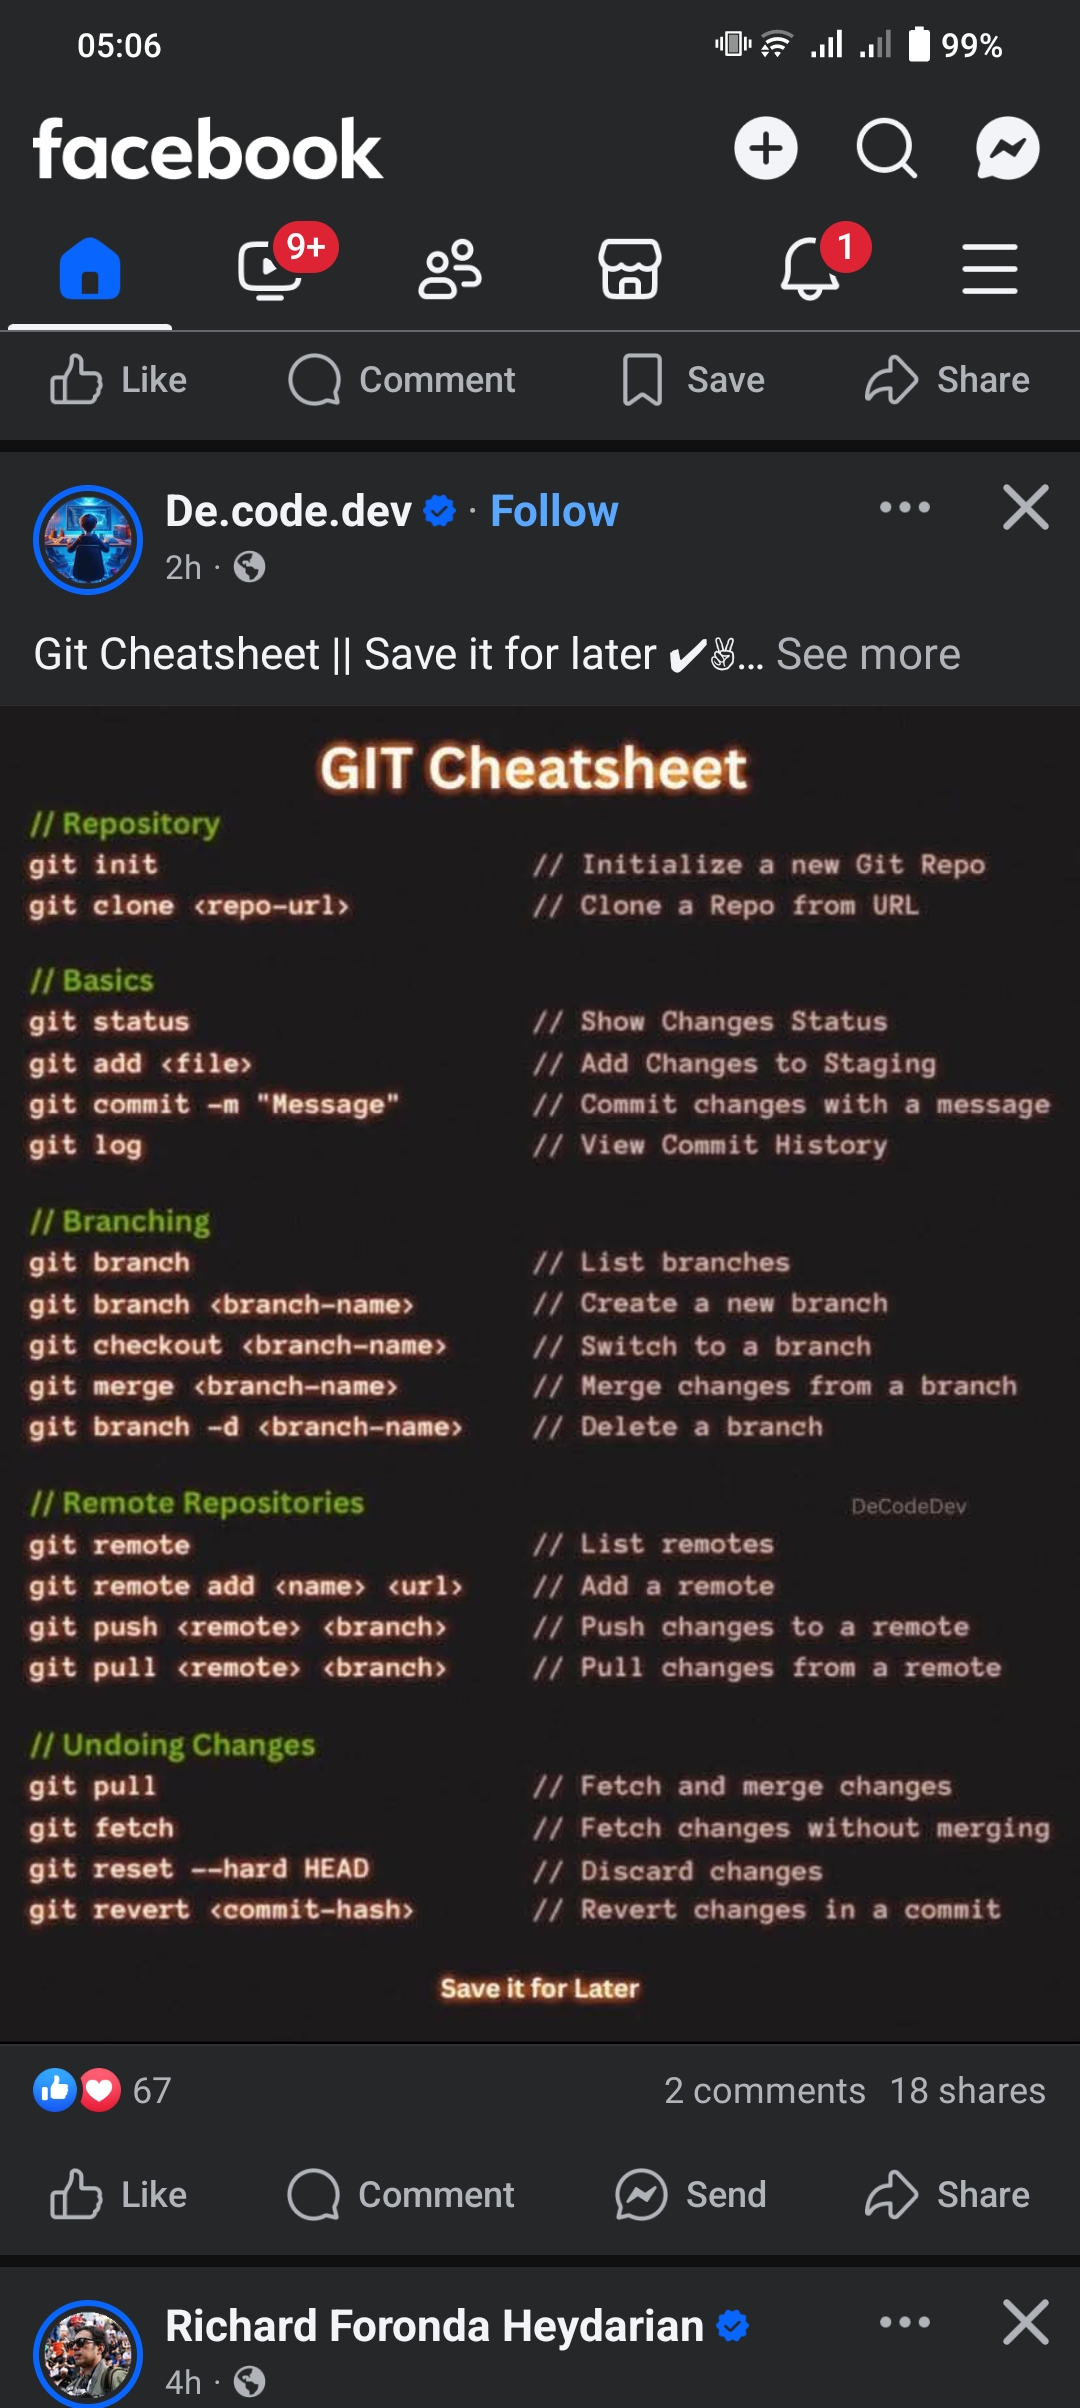 05:06
99%
facebook
9+
1
Like Comment Save Share
De.code.dev · Follow
2h ·
Git Cheatsheet || Save it for later ✔️✌️... See more
GIT Cheatsheet
// Repository
git init // Initialize a new Git Repo
git clone <repo-url> // Clone a Repo from URL
// Basics
git status // Show Changes Status
git add <file> // Add Changes to Staging
git commit -m "Message" // Commit changes with a message
git log // View Commit History
// Branching
git branch // List branches
git branch <branch-name> // Create a new branch
git checkout <branch-name> // Switch to a branch
git merge <branch-name> // Merge changes from a branch
git branch -d <branch-name> // Delete a branch
// Remote Repositories DeCodeDev
git remote // List remotes
git remote add <name> <url> // Add a remote
git push <remote> <branch> // Push changes to a remote
git pull <remote> <branch> // Pull changes from a remote
// Undoing Changes
git pull // Fetch and merge changes
git fetch // Fetch changes without merging
git reset --hard HEAD // Discard changes
git revert <commit-hash> // Revert changes in a commit
Save it for Later
67 2 comments 18 shares
Like Comment Send Share
Richard Foronda Heydarian
4h ·